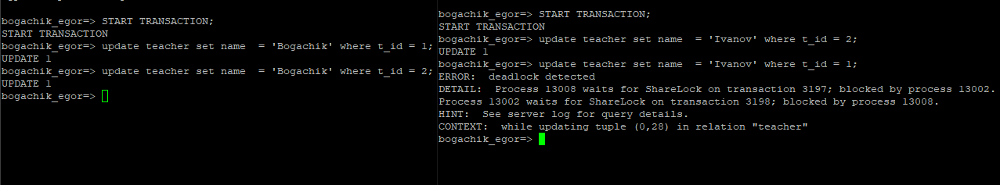 bogachik_egor=> START TRANSACTION;
START TRANSACTION
bogachik_egor=> update teacher set name  = 'Bogachik' where t_id = 1;
UPDATE 1
bogachik_egor=> update teacher set name  = 'Bogachik' where t_id = 2;
UPDATE 1
bogachik_egor=>
bogachik_egor=> START TRANSACTION;
START TRANSACTION
bogachik_egor=> update teacher set name  = 'Ivanov' where t_id = 2;
UPDATE 1
bogachik_egor=> update teacher set name  = 'Ivanov' where t_id = 1;
ERROR:  deadlock detected
DETAIL:  Process 13008 waits for ShareLock on transaction 3197; blocked by process 13002.
Process 13002 waits for ShareLock on transaction 3198; blocked by process 13008.
HINT:  See server log for query details.
CONTEXT:  while updating tuple (0,28) in relation "teacher"
bogachik_egor=>